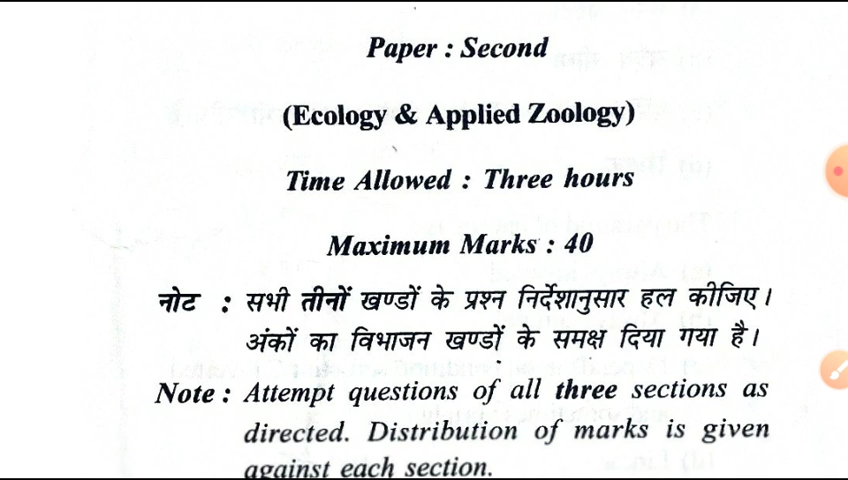 Paper : Second
(Ecology & Applied Zoology)
Time Allowed : Three hours
Maximum Marks : 40
नोट : सभी तीनों खण्डों के प्रश्न निर्देशानुसार हल कीजिए।
अंकों का विभाजन खण्डों के समक्ष दिया गया है।
Note : Attempt questions of all three sections as
directed. Distribution of marks is given
against each section.